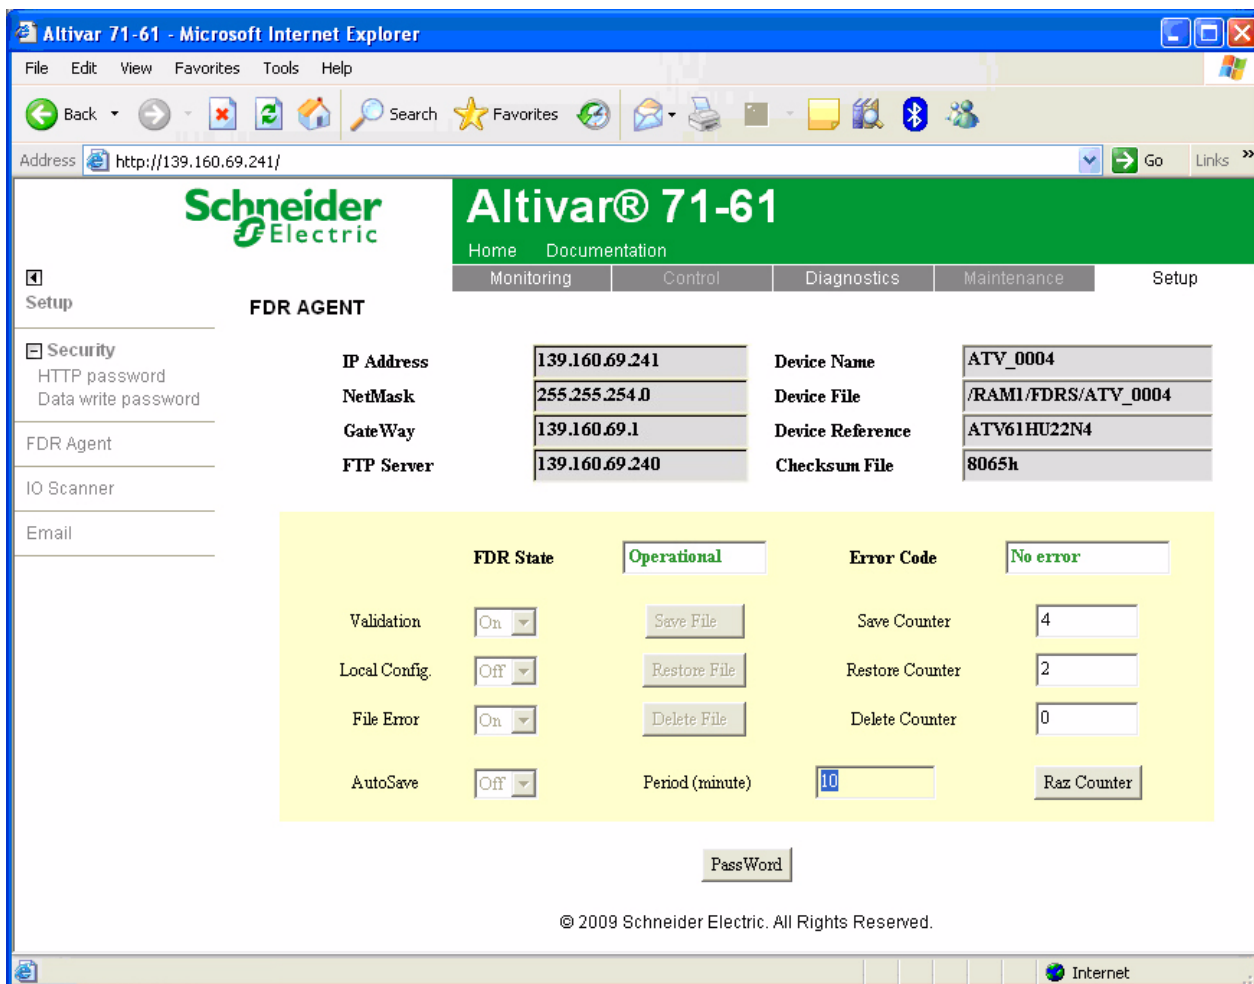 Altivar 71-61 - Microsoft Internet Explorer
File Edit View Favorites Tools Help
Back Search Favorites
Address http://139.160.69.241/ Go Links »
Schneider Electric
Altivar® 71-61
Home Documentation
Monitoring Control Diagnostics Maintenance Setup
Setup
Security
HTTP password
Data write password
FDR Agent
IO Scanner
Email
FDR AGENT
IP Address 139.160.69.241 Device Name ATV_0004
NetMask 255.255.254.0 Device File /RAM1/FDRS/ATV_0004
GateWay 139.160.69.1 Device Reference ATV61HU22N4
FTP Server 139.160.69.240 Checksum File 8065h
FDR State Operational Error Code No error
Validation On Save File Save Counter 4
Local Config. Off Restore File Restore Counter 2
File Error On Delete File Delete Counter 0
AutoSave Off Period (minute) 10 Raz Counter
PassWord
© 2009 Schneider Electric. All Rights Reserved.
Internet